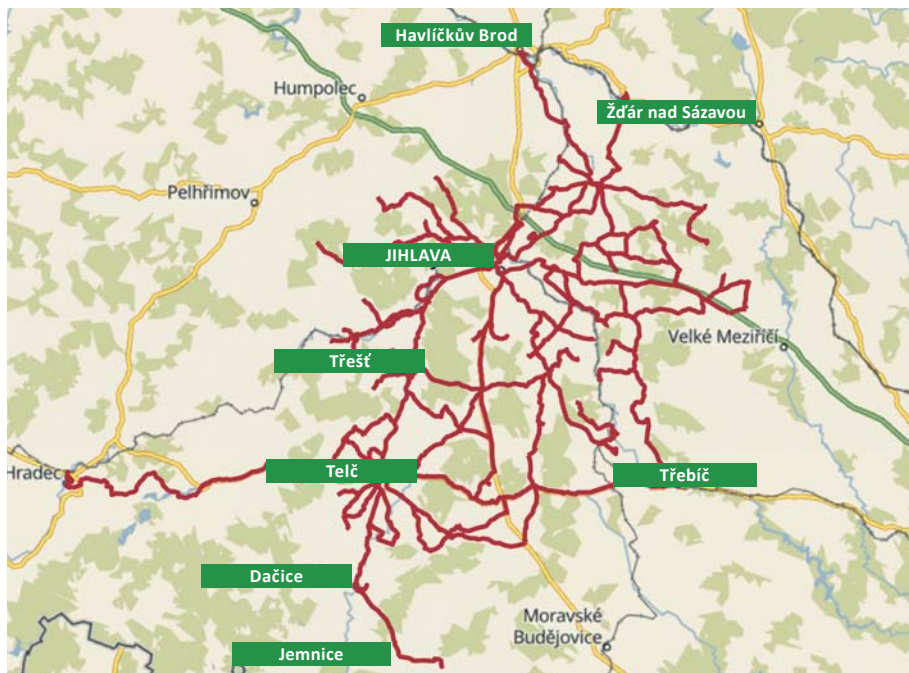 Havlíčkův Brod
Humpolec
Žďár nad Sázavou
Pelhřimov
JIHLAVA
Velké Meziříčí
Třešť
Hradec
Telč
Třebíč
Dačice
Moravské
Budějovice
Jemnice